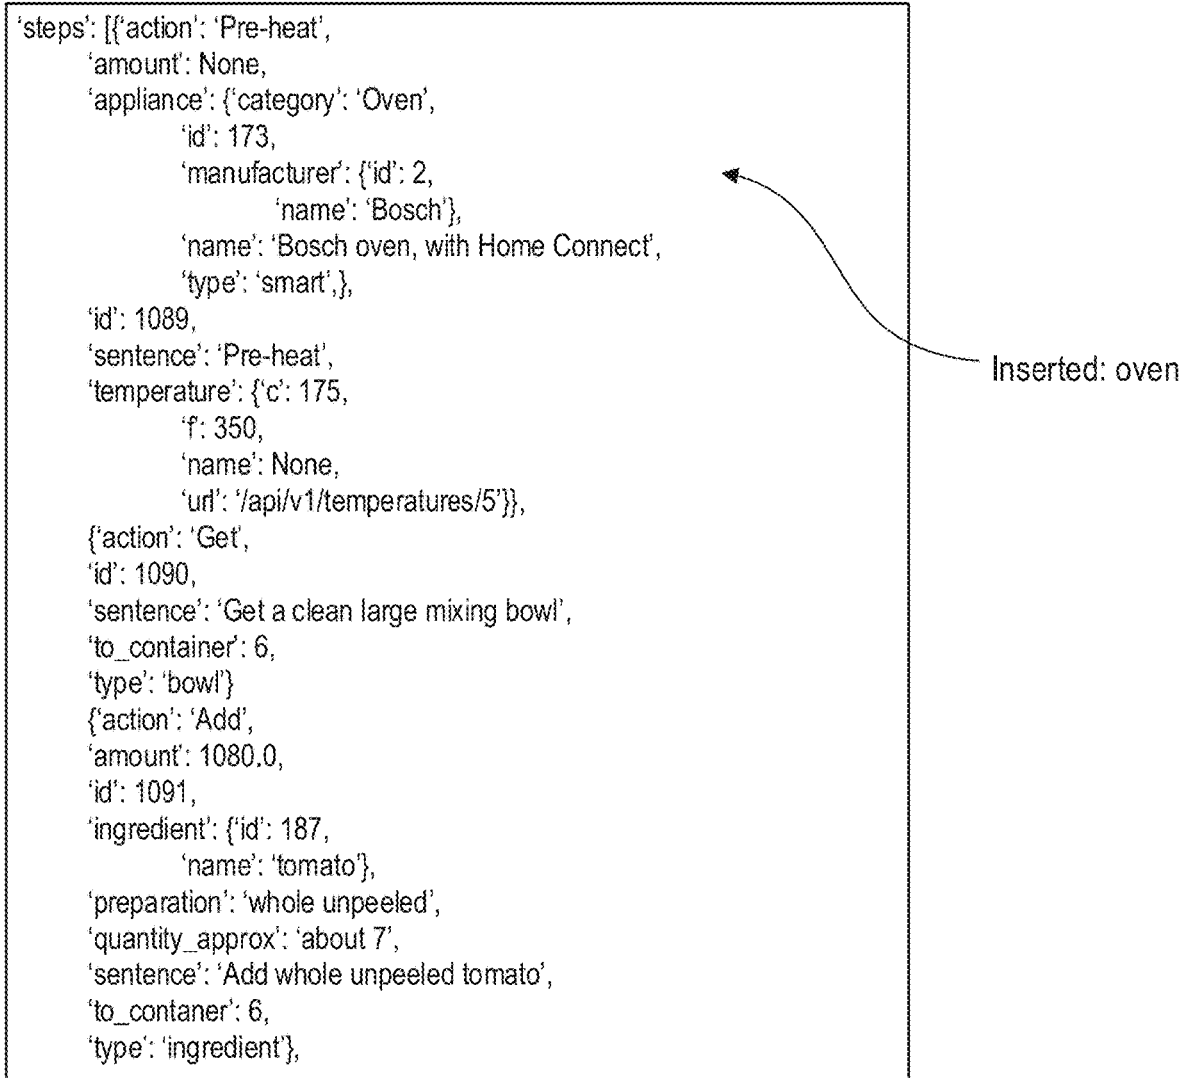 ‘steps’: [{‘action’: ‘Pre-heat’,
‘amount’: None,
‘appliance’: {‘category’: ‘Oven’,
‘id’: 173,
‘manufacturer’: {‘id’: 2,
‘name’: ‘Bosch’},
‘name’: ‘Bosch oven, with Home Connect’,
‘type’: ‘smart’,},
‘id’: 1089,
‘sentence’: ‘Pre-heat’,
‘temperature’: {‘c’: 175,
‘f’: 350,
‘name’: None,
‘url’: ‘/api/v1/temperatures/5’}},
{‘action’: ‘Get’,
‘id’: 1090,
‘sentence’: ‘Get a clean large mixing bowl’,
‘to_container’: 6,
‘type’: ‘bowl’}
{‘action’: ‘Add’,
‘amount’: 1080.0,
‘id’: 1091,
‘ingredient’: {‘id’: 187,
‘name’: ‘tomato’},
‘preparation’: ‘whole unpeeled’,
‘quantity_approx’: ‘about 7’,
‘sentence’: ‘Add whole unpeeled tomato’,
‘to_contaner’: 6,
‘type’: ‘ingredient’},
Inserted: oven